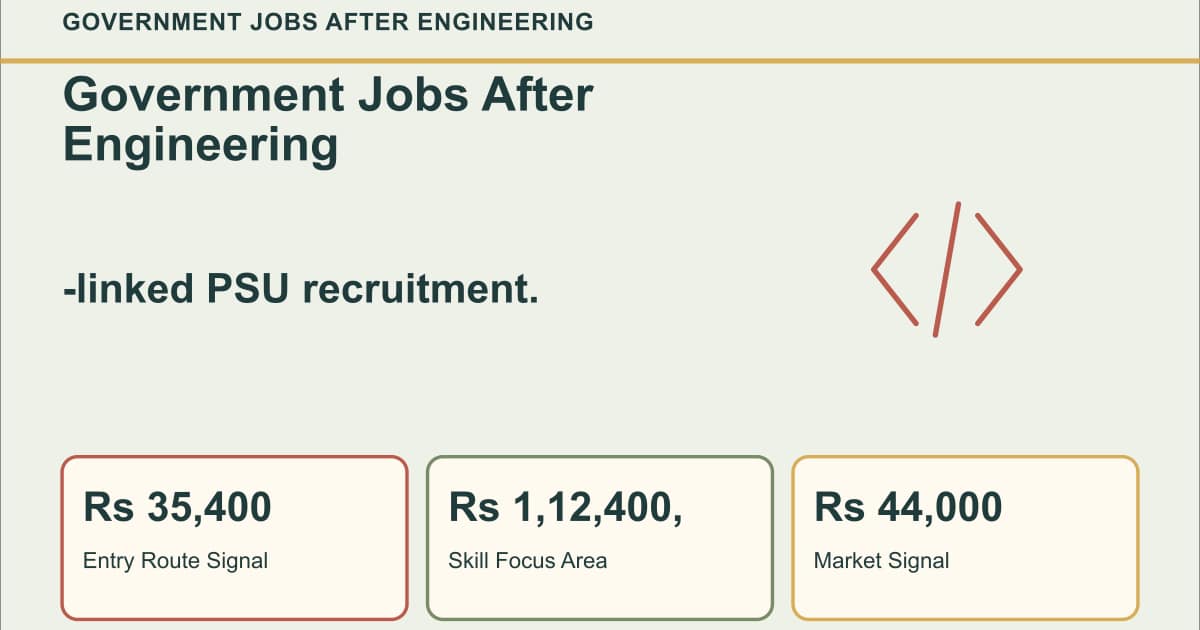 GOVERNMENT JOBS AFTER ENGINEERING
Government Jobs After
Engineering
-linked PSU recruitment.
Rs 35,400
Entry Route Signal
Rs 1,12,400,
Skill Focus Area
Rs 44,000
Market Signal